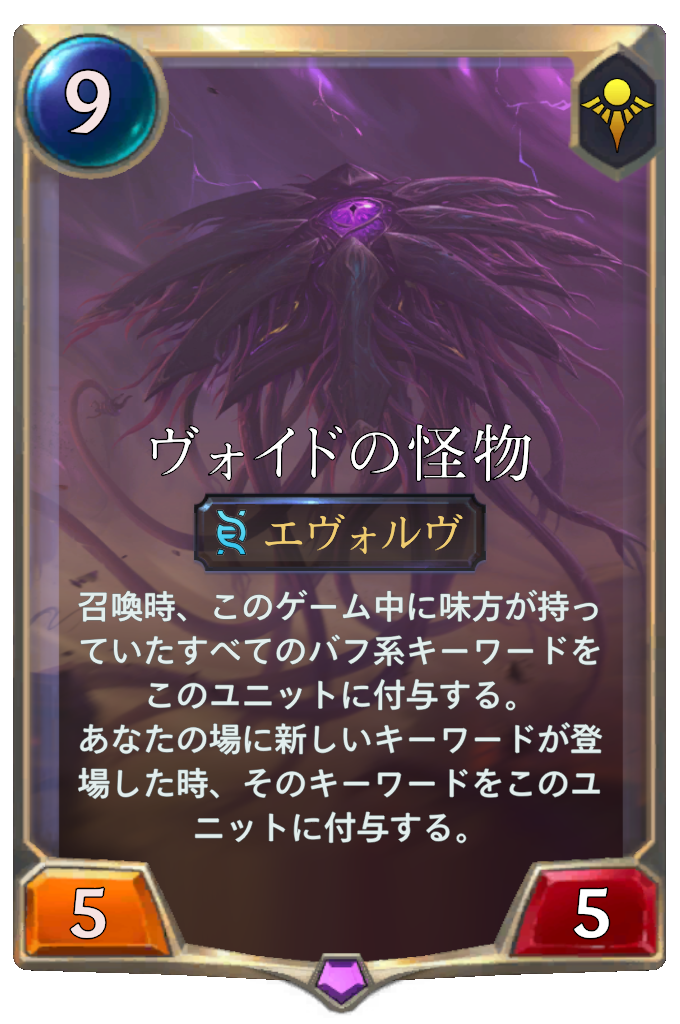 9
ヴォイドの怪物
エヴォルヴ
召喚時、このゲーム中に味方が持っ
ていたすべてのバフ系キーワードを
このユニットに付与する。
あなたの場に新しいキーワードが登
場した時、そのキーワードをこのユ
ニットに付与する。
5
5